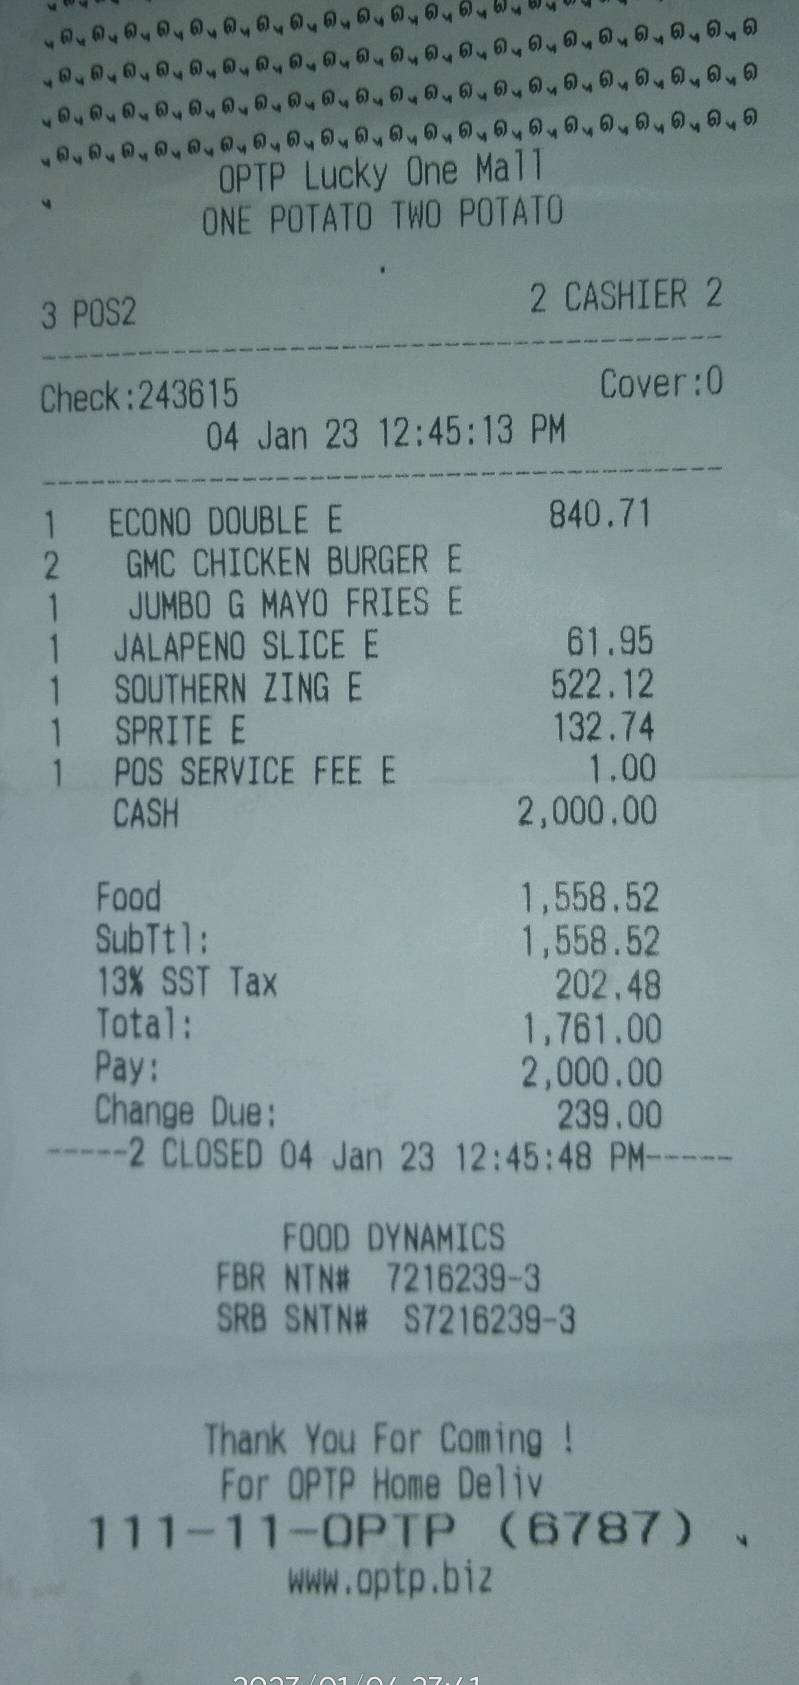 OPTP Lucky One Mall
ONE POTATO TWO POTATO
3 POS2 2 CASHIER 2
Check:243615 Cover:0
04 Jan 23 12:45:13 PM
1 ECONO DOUBLE E 840.71
2 GMC CHICKEN BURGER E
1 JUMBO G MAYO FRIES E
1 JALAPENO SLICE E 61.95
1 SOUTHERN ZING E 522.12
1 SPRITE E 132.74
1 POS SERVICE FEE E 1.00
CASH 2,000.00
Food 1,558.52
SubTtl: 1,558.52
13% SST Tax 202.48
Total: 1,761.00
Pay: 2,000.00
Change Due: 239.00
-----2 CLOSED 04 Jan 23 12:45:48 PM-----
FOOD DYNAMICS
FBR NTN# 7216239-3
SRB SNTN# S7216239-3
Thank You For Coming !
For OPTP Home Deliv
111-11-OPTP (6787)
www.optp.biz